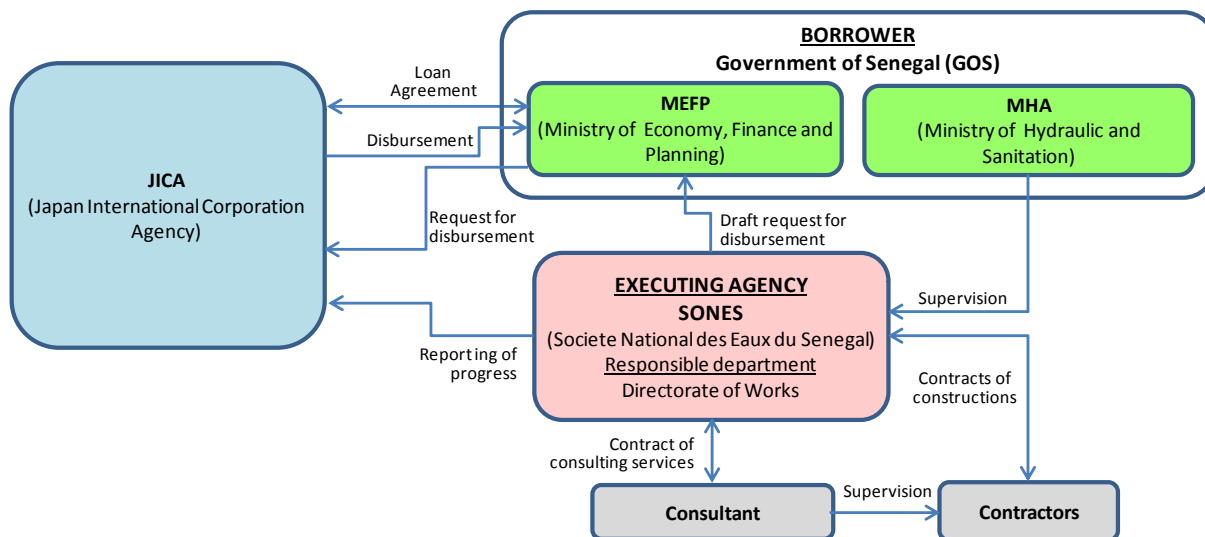 BORROWER
Government of Senegal (GOS)
Loan
Agreement
MEFP
(Ministry of Economy, Finance and
Planning)
MHA
(Ministry of Hydraulic and
Sanitation)
Disbursement
JICA
(Japan International Corporation
Agency)
Request for
disbursement
Draft request for
disbursement
EXECUTING AGENCY
SONES
(Societe National des Eaux du Senegal)
Responsible department
Directorate of Works
Supervision
Reporting of
progress
Contracts of
constructions
Contract of
consulting services
Supervision
Consultant
Contractors